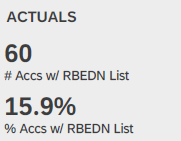 ACTUALS
60
# Accs w/ RBEDN List
15.9%
% Accs w/ RBEDN List